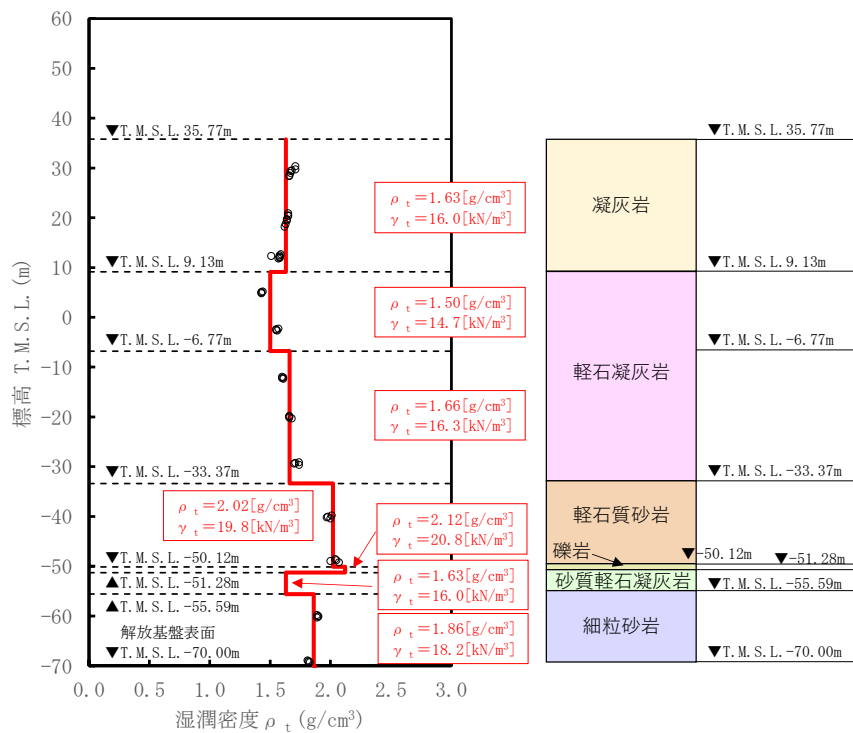 60
50
40
30
20
10
0
-10
-20
-30
-40
-50
-60
-70
標高 T.M.S.L.(m)
0.0 0.5 1.0 1.5 2.0 2.5 3.0
湿潤密度ρt(g/cm³)
▼T.M.S.L.35.77m
▼T.M.S.L.9.13m
▼T.M.S.L.-6.77m
▼T.M.S.L.-33.37m
▼T.M.S.L.-50.12m
▲T.M.S.L.-51.28m
▲T.M.S.L.-55.59m
解放基盤表面
▼T.M.S.L.-70.00m
ρt=1.63[g/cm³]
γt=16.0[kN/m³]
ρt=1.50[g/cm³]
γt=14.7[kN/m³]
ρt=1.66[g/cm³]
γt=16.3[kN/m³]
ρt=2.02[g/cm³]
γt=19.8[kN/m³]
ρt=2.12[g/cm³]
γt=20.8[kN/m³]
ρt=1.63[g/cm³]
γt=16.0[kN/m³]
ρt=1.86[g/cm³]
γt=18.2[kN/m³]
凝灰岩
軽石凝灰岩
軽石質砂岩
礫岩
砂質軽石凝灰岩
細粒砂岩
▼T.M.S.L.35.77m
▼T.M.S.L.9.13m
▼T.M.S.L.-6.77m
▼T.M.S.L.-33.37m
▼-50.12m
▼-51.28m
▼T.M.S.L.-55.59m
▼T.M.S.L.-70.00m